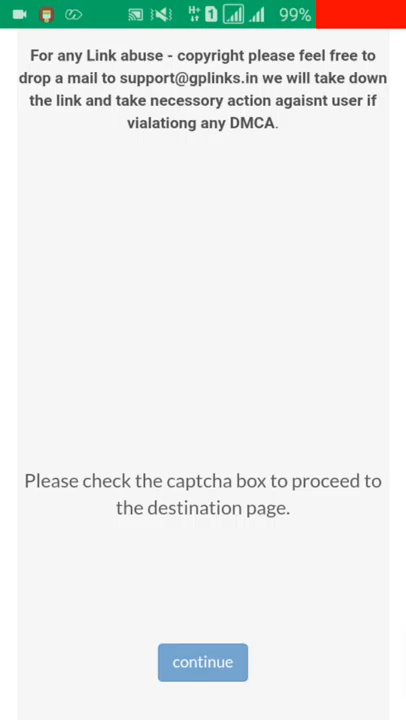 H+ 1 99%
For any Link abuse - copyright please feel free to
drop a mail to support@gplinks.in we will take down
the link and take necessary action agaisnt user if
vialationg any DMCA.
Please check the captcha box to proceed to
the destination page.
continue